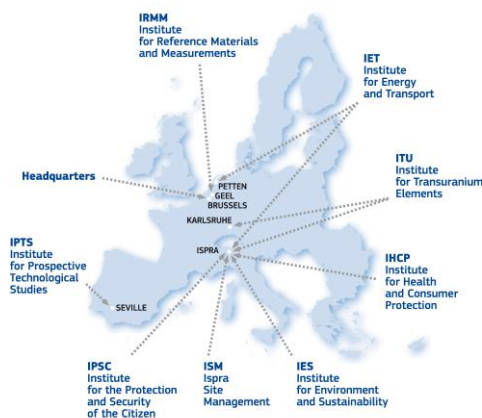 IRMM
Institute
for Reference Materials
and Measurements
IET
Institute
for Energy
and Transport
ITU
Institute
for Transuranium
Elements
Headquarters
PETTEN
GEEL
BRUSSELS
KARLSRUHE
ISPRA
IPTS
Institute
for Prospective
Technological
Studies
SEVILLE
IHCP
Institute
for Health
and Consumer
Protection
IPSC
Institute
for the Protection
and Security
of the Citizen
ISM
Ispra
Site
Management
IES
Institute
for Environment
and Sustainability